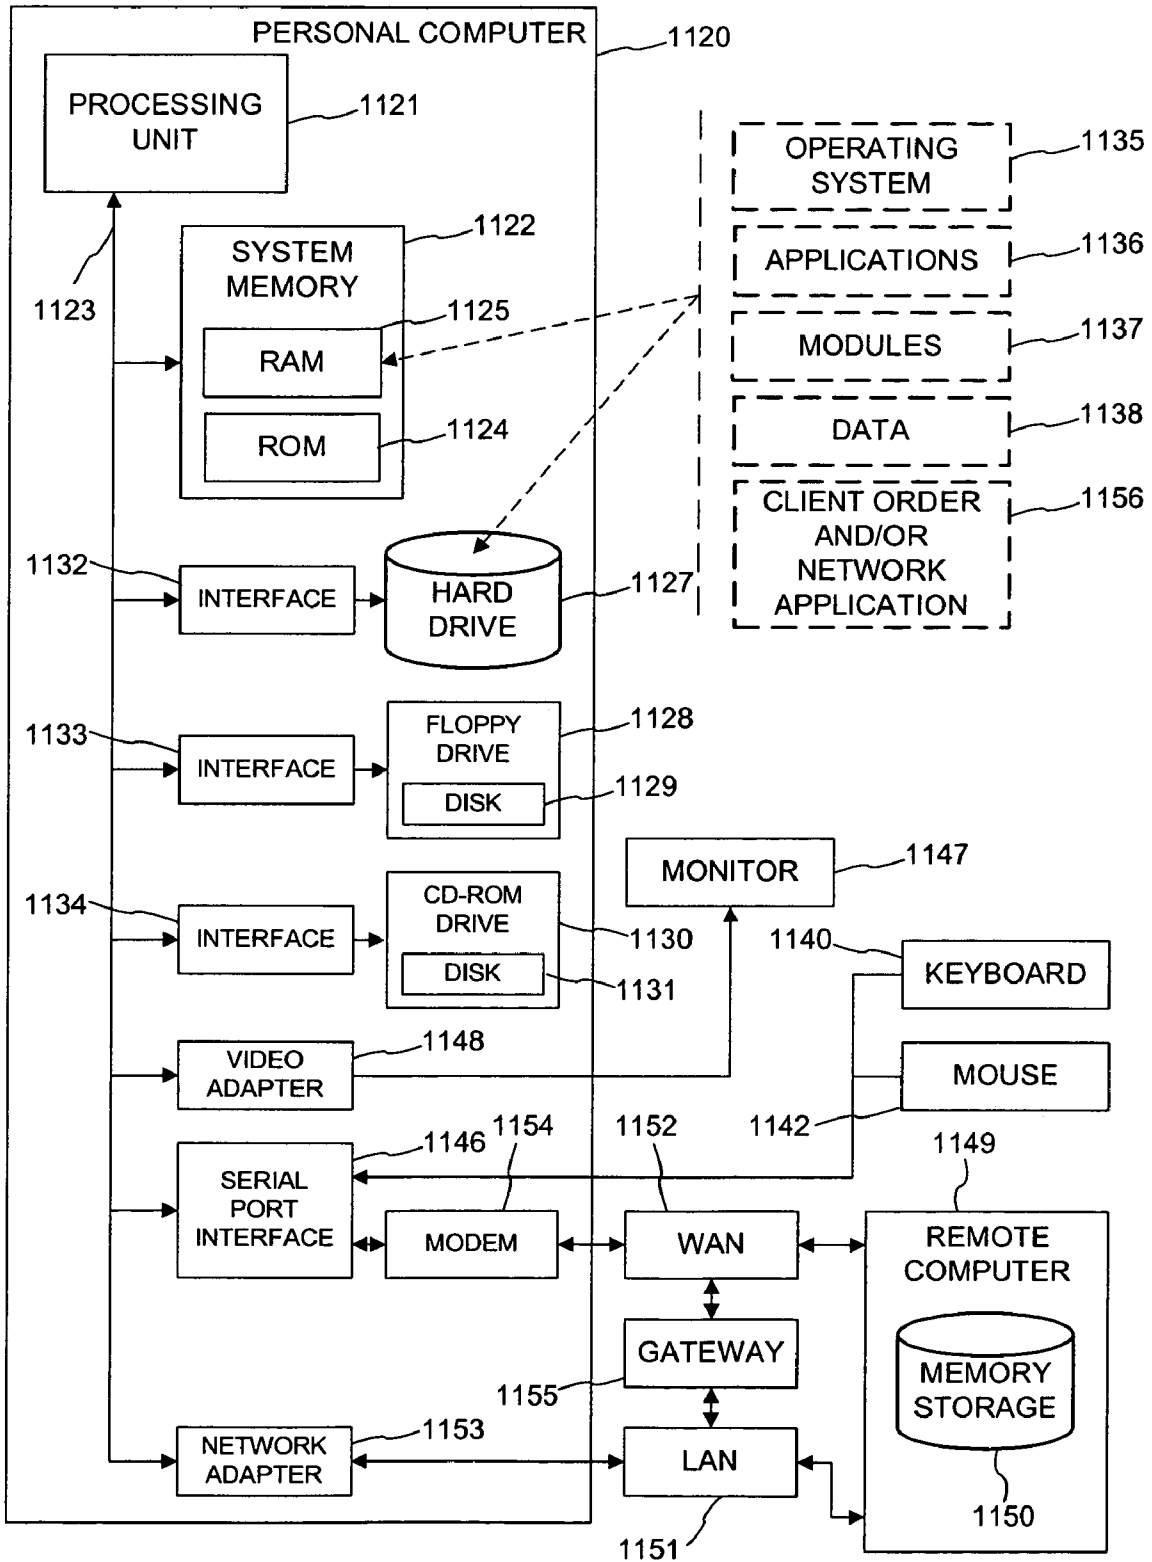 PERSONAL COMPUTER
1120
PROCESSING
UNIT
1121
1123
SYSTEM
MEMORY
1122
1125
RAM
ROM
1124
OPERATING
SYSTEM
1135
APPLICATIONS
1136
MODULES
1137
DATA
1138
CLIENT ORDER
AND/OR
NETWORK
APPLICATION
1156
1132
INTERFACE
HARD
DRIVE
1127
1133
INTERFACE
FLOPPY
DRIVE
1128
DISK
1129
1134
INTERFACE
CD-ROM
DRIVE
1130
DISK
1131
MONITOR
1147
1140
KEYBOARD
MOUSE
1142
VIDEO
ADAPTER
1148
SERIAL
PORT
INTERFACE
1146
1154
MODEM
1152
WAN
1149
REMOTE
COMPUTER
GATEWAY
1155
MEMORY
STORAGE
1150
NETWORK
ADAPTER
1153
LAN
1151